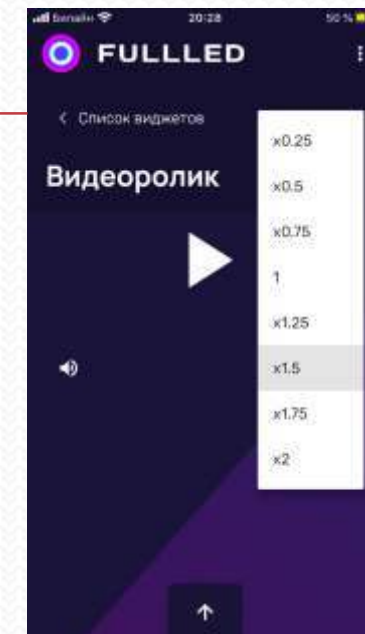 Билайн 20:28 50 %
FULLLED
Список виджетов
Видеоролик
x0.25
x0.5
x0.75
1
x1.25
x1.5
x1.75
x2